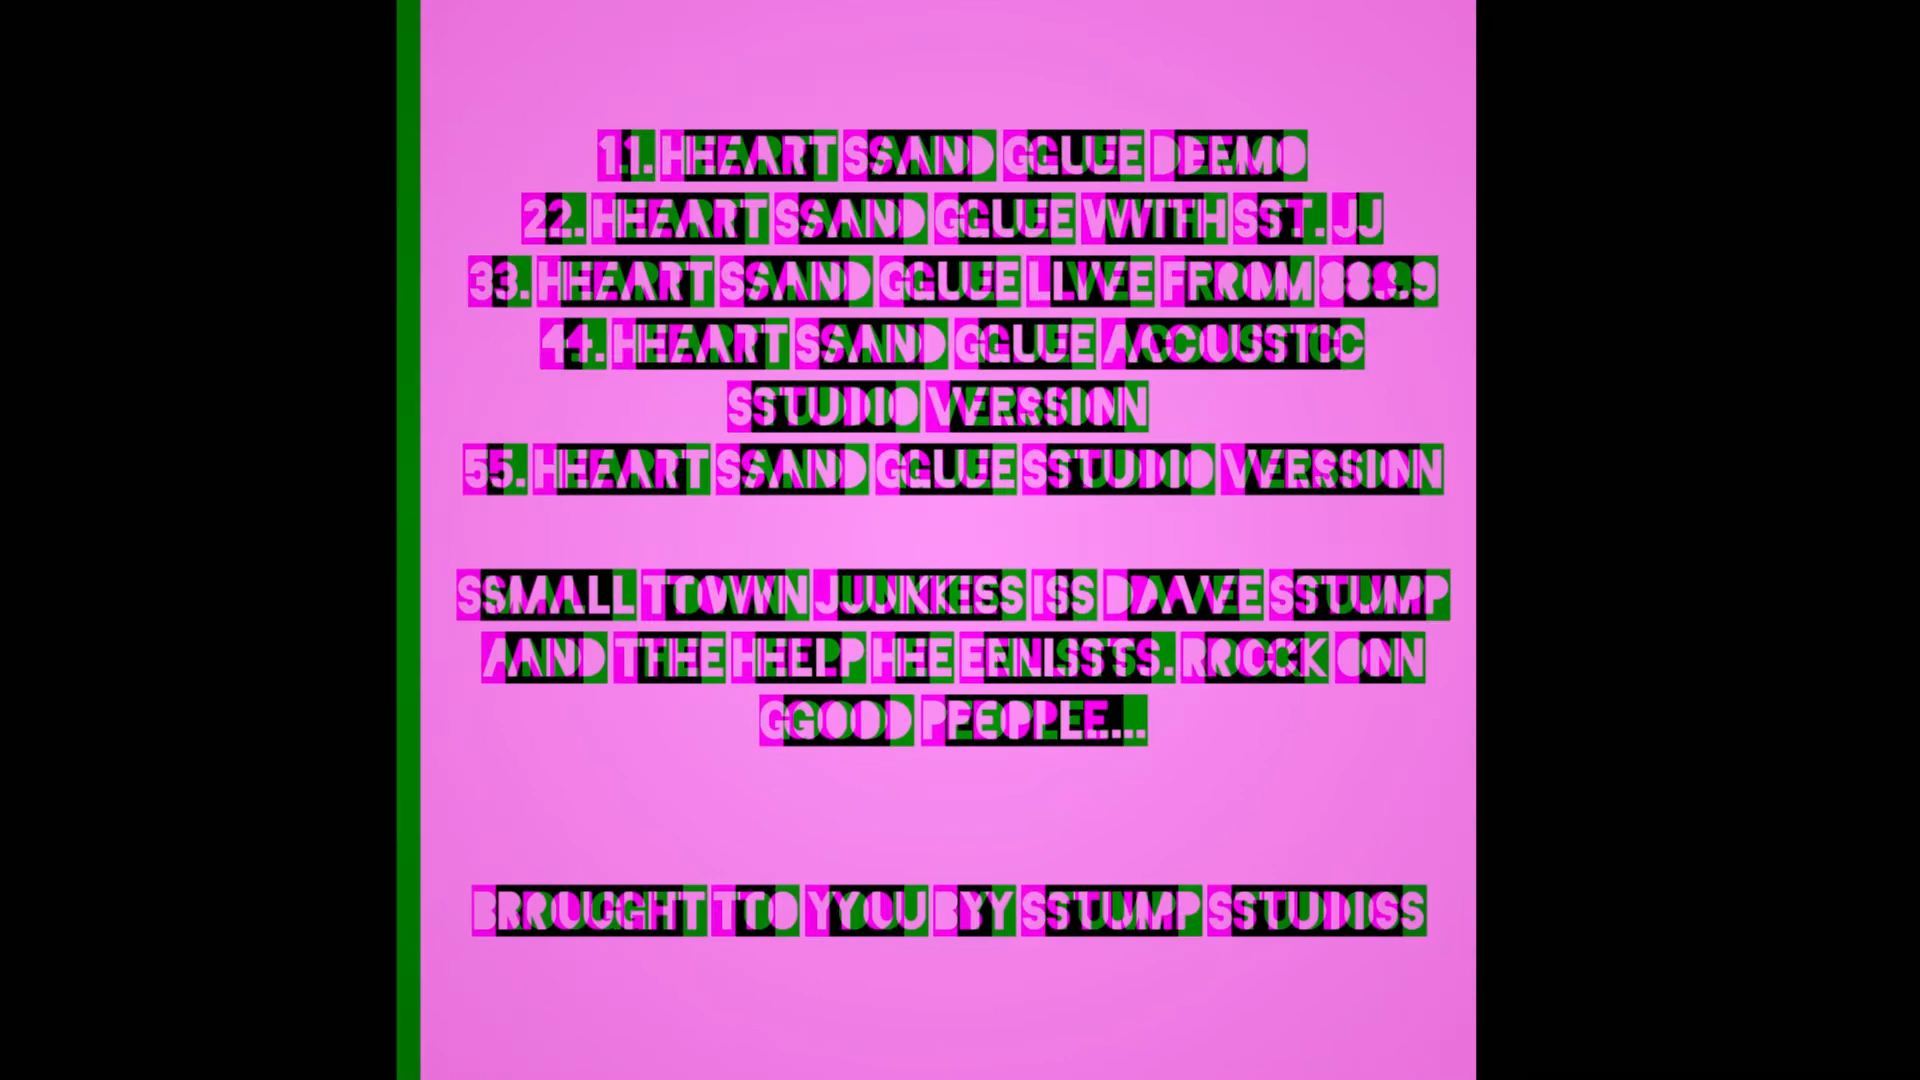 1. HEART SAND GLUE DEMO
2. HEART SAND GLUE WITH ST. J
3. HEART SAND GLUE LIVE FROM 88.9
4. HEART SAND GLUE ACOUSTIC
STUDIO VERSION
5. HEART SAND GLUE STUDIO VERSION
SMALL TOWN JUNKIES IS DAVE STUMP
AND THE HELP HE ENLISTS. ROCK ON
GOOD PEOPLE...
BROUGHT TO YOU BY STUMP STUDIOS